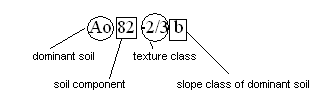 Ao 82 -2/3 b
dominant soil
texture class
soil component
slope class of dominant soil